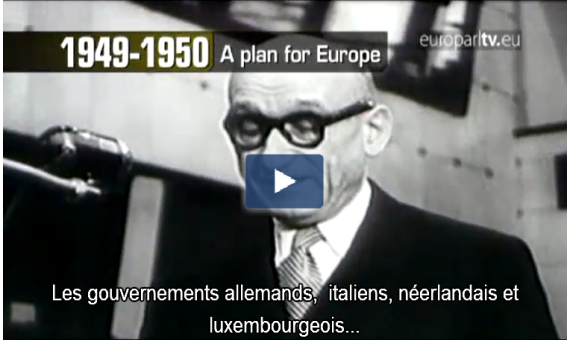 1949-1950 A plan for Europe
europarltv.eu
Les gouvernements allemands,  italiens, néerlandais et
luxembourgeois...